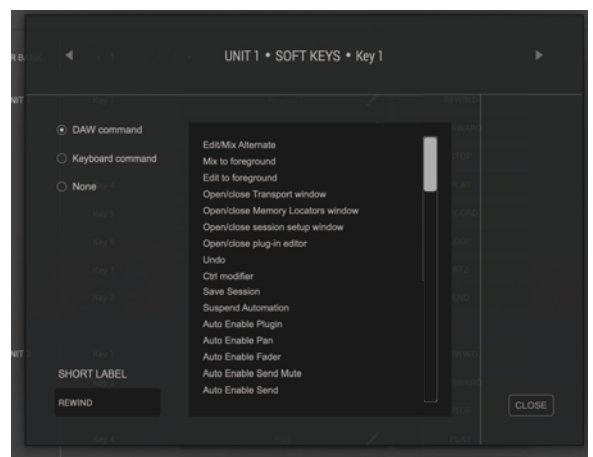 UNIT 1 • SOFT KEYS • Key 1
DAW command
Keyboard command
None
Edit/Mix Alternate
Mix to foreground
Edit to foreground
Open/close Transport window
Open/close Memory Locators window
Open/close session setup window
Open/close plug-in editor
Undo
Ctrl modifier
Save Session
Suspend Automation
Auto Enable Plugin
Auto Enable Pan
Auto Enable Fader
Auto Enable Send Mute
Auto Enable Send
SHORT LABEL
REWIND
CLOSE